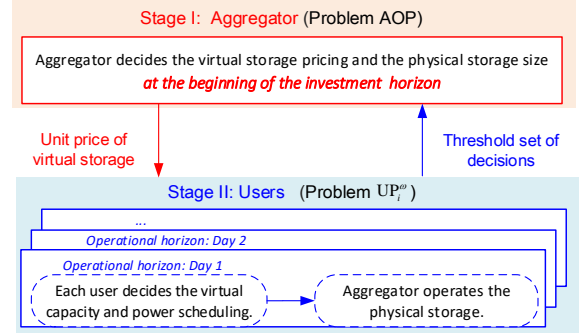 Stage I: Aggregator (Problem AOP)
Aggregator decides the virtual storage pricing and the physical storage size
at the beginning of the investment horizon
Unit price of
virtual storage
Threshold set of
decisions
Stage II: Users (Problem UP_i^ω)
...
Operational horizon: Day 2
Operational horizon: Day 1
Each user decides the virtual
capacity and power scheduling.
Aggregator operates the
physical storage.